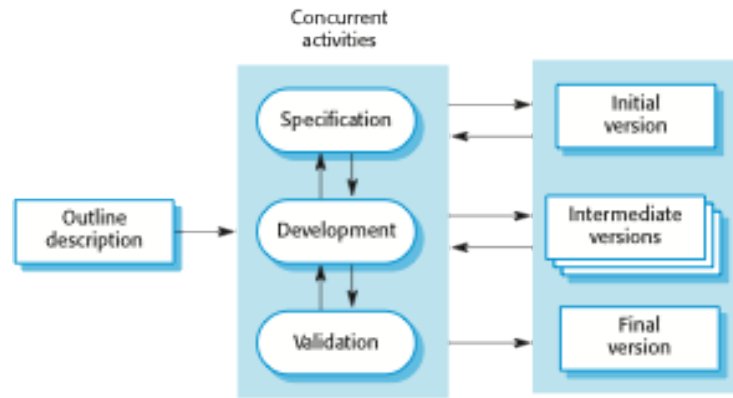 Concurrent
activities
Specification
Initial
version
Outline
description
Development
Intermediate
versions
Validation
Final
version